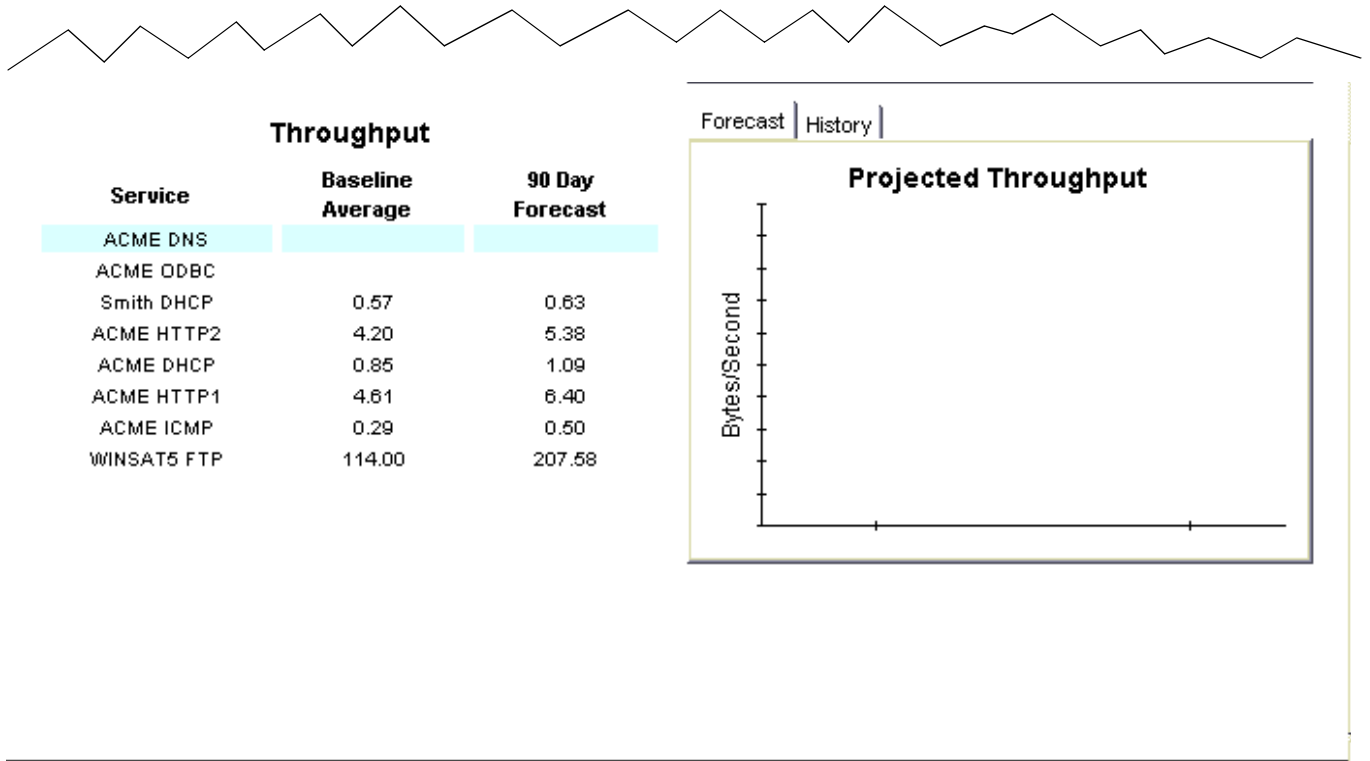 Throughput
Service Baseline Average 90 Day Forecast
ACME DNS
ACME ODBC
Smith DHCP 0.57 0.63
ACME HTTP2 4.20 5.38
ACME DHCP 0.85 1.09
ACME HTTP1 4.61 6.40
ACME ICMP 0.29 0.50
WINSAT5 FTP 114.00 207.58
Forecast History
Projected Throughput
Bytes/Second